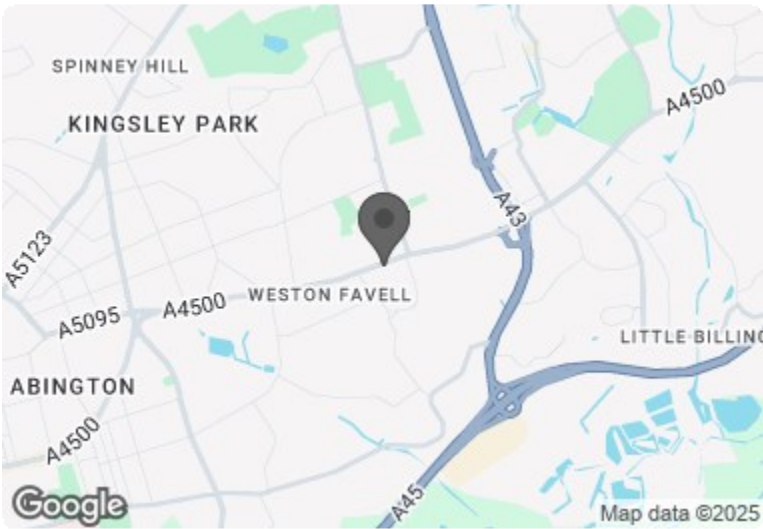 SPINNEY HILL
A4500
KINGSLEY PARK
A43
A5123
WESTON FAVELL
A4500
A5095
LITTLE BILLING
ABINGTON
A4500
A45
Google
Map data ©2025